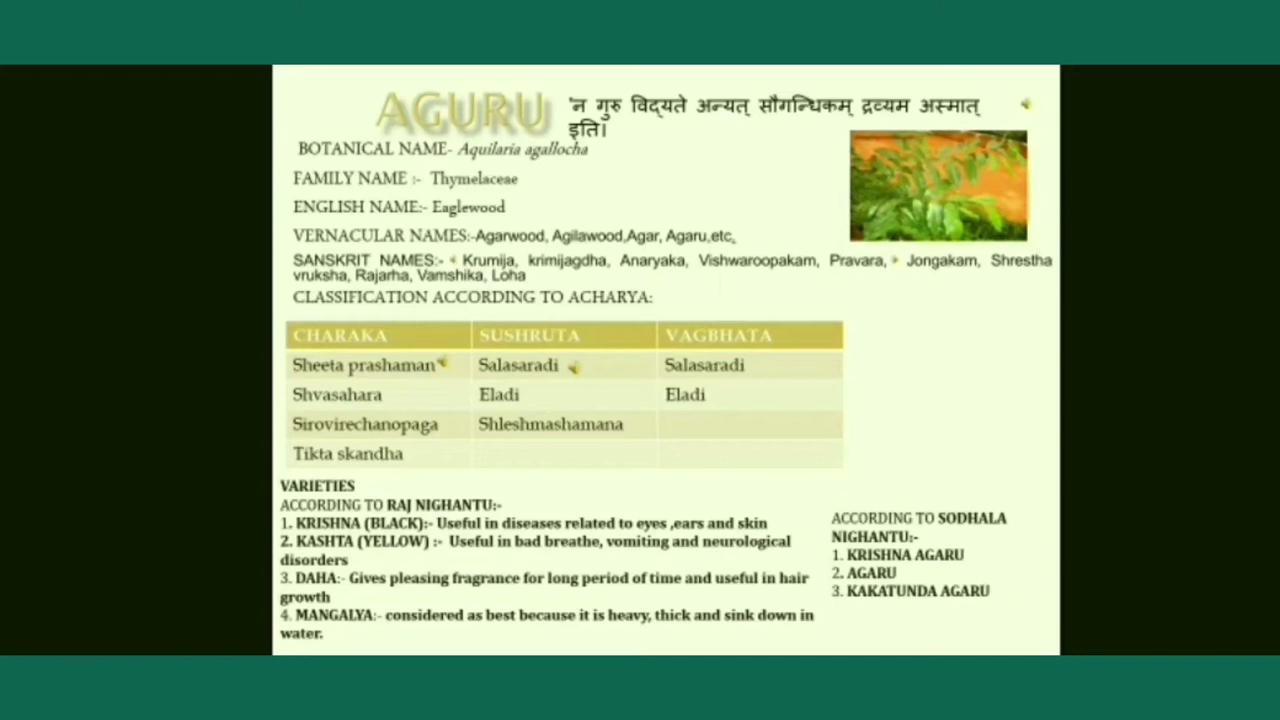 AGURU
'न गुरु विद्यते अन्यत् सौगन्धिकम् द्रव्यम अस्मात्
इति।
BOTANICAL NAME- Aquilaria agallocha
FAMILY NAME :- Thymelaceae
ENGLISH NAME:- Eaglewood
VERNACULAR NAMES:-Agarwood, Agilawood,Agar, Agaru,etc,
SANSKRIT NAMES:- Krumija, krimijagdha, Anaryaka, Vishwaroopakam, Pravara, Jongakam, Shrestha
vruksha, Rajarha, Vamshika, Loha
CLASSIFICATION ACCORDING TO ACHARYA:
CHARAKA SUSHRUTA VAGBHATA
Sheeta prashaman Salasaradi Salasaradi
Shvasahara Eladi Eladi
Sirovirechanopaga Shleshmashamana
Tikta skandha
VARIETIES
ACCORDING TO RAJ NIGHANTU:-
1. KRISHNA (BLACK):- Useful in diseases related to eyes ,ears and skin
2. KASHTA (YELLOW) :- Useful in bad breathe, vomiting and neurological
disorders
3. DAHA:- Gives pleasing fragrance for long period of time and useful in hair
growth
4. MANGALYA:- considered as best because it is heavy, thick and sink down in
water.
ACCORDING TO SODHALA
NIGHANTU:-
1. KRISHNA AGARU
2. AGARU
3. KAKATUNDA AGARU